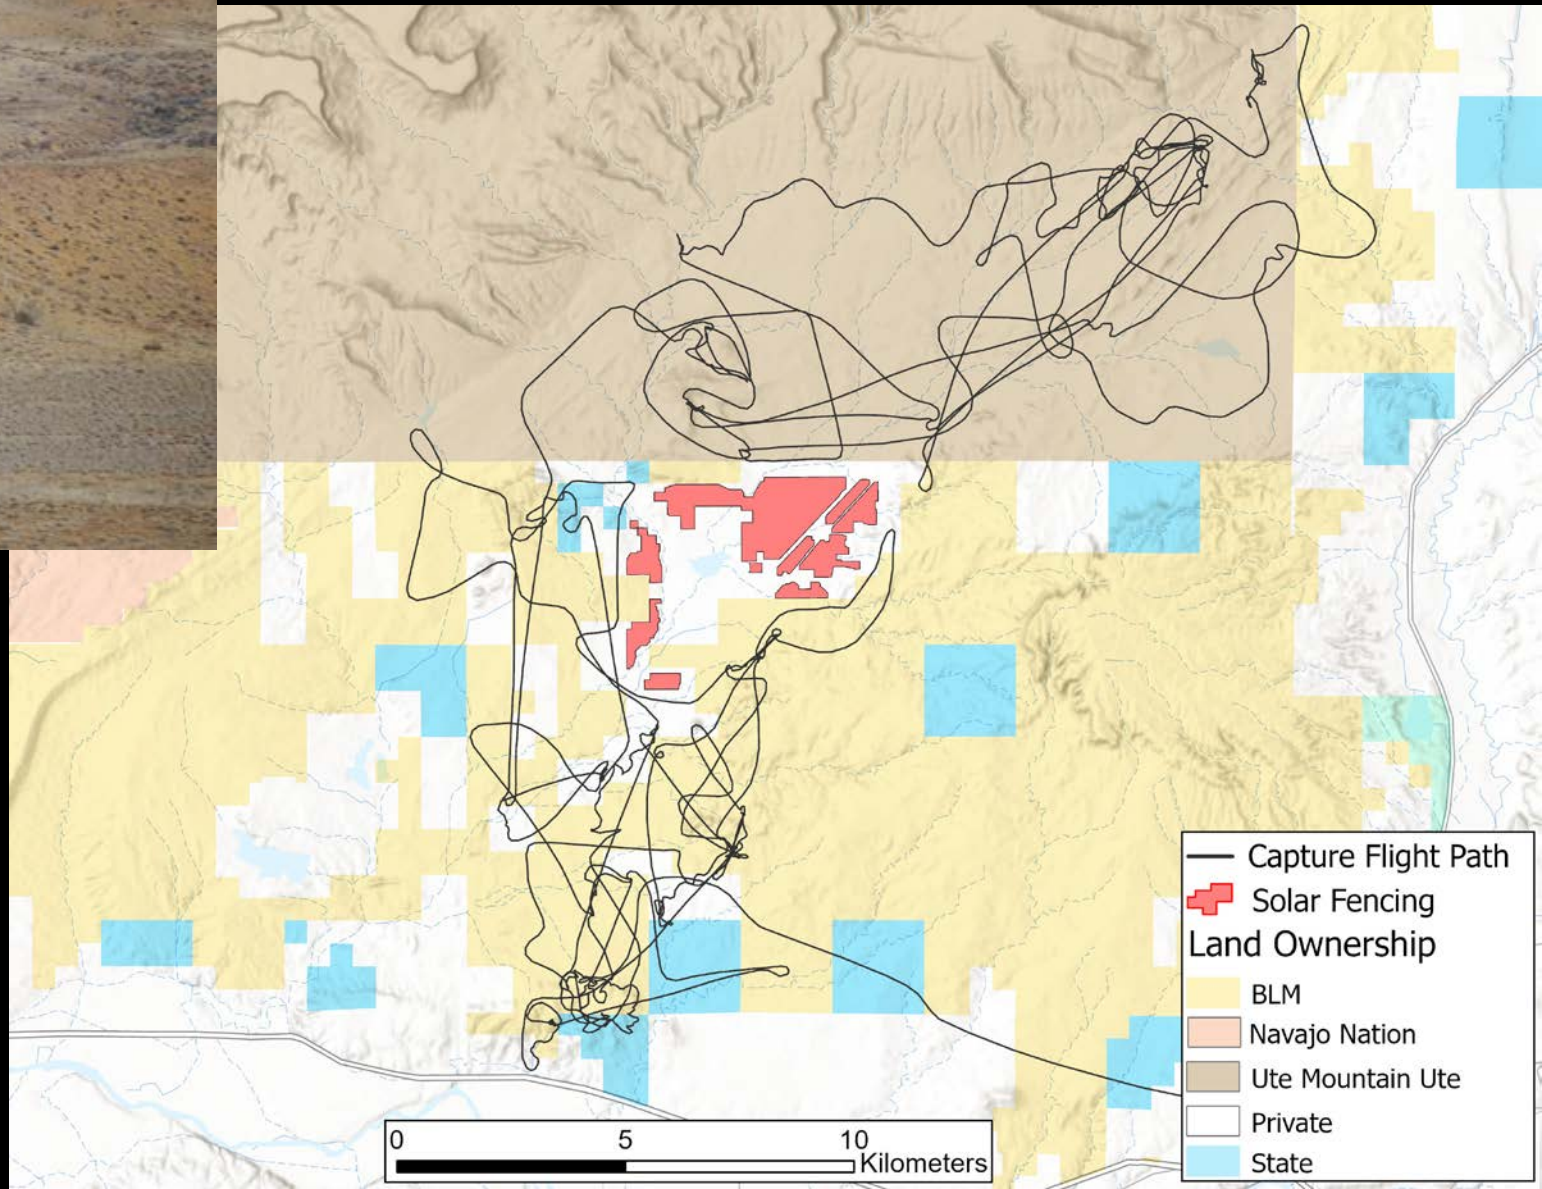 Capture Flight Path
Solar Fencing
Land Ownership
BLM
Navajo Nation
Ute Mountain Ute
Private
State
0 5 10
Kilometers